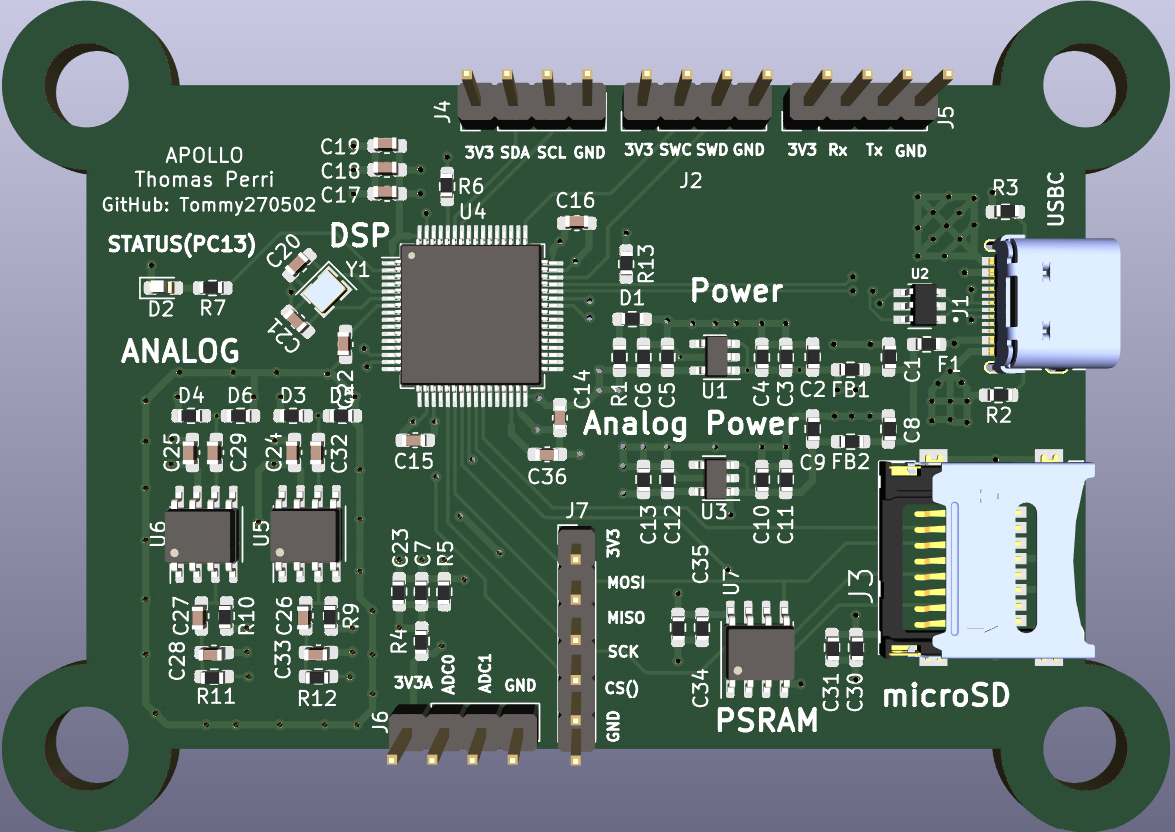 J4
3V3 SDA SCL GND
3V3 SWC SWD GND
J2
3V3 Rx Tx GND
J5
APOLLO
Thomas Perri
GitHub: Tommy270502
STATUS(PC13)
D2
R7
C19
C18
C17
R6
U4
C16
DSP
C20
Y1
C21
C22
R13
D1
Power
R3
USBC
U2
J1
F1
R2
ANALOG
D4
D6
D3
D5
C25
C29
C24
C32
C15
C14
C36
R1
C6
C5
U1
C4
C3
C2
FB1
C1
Analog Power
C9
FB2
C8
C13
C12
U3
C10
C11
U6
U5
C27
R10
C26
R9
C28
R11
C33
R12
C23
C7
R5
R4
3V3A
ADC0
ADC1
GND
J6
J7
3V3
MOSI
MISO
SCK
CS()
GND
C35
U7
C34
PSRAM
C31
C30
J3
microSD